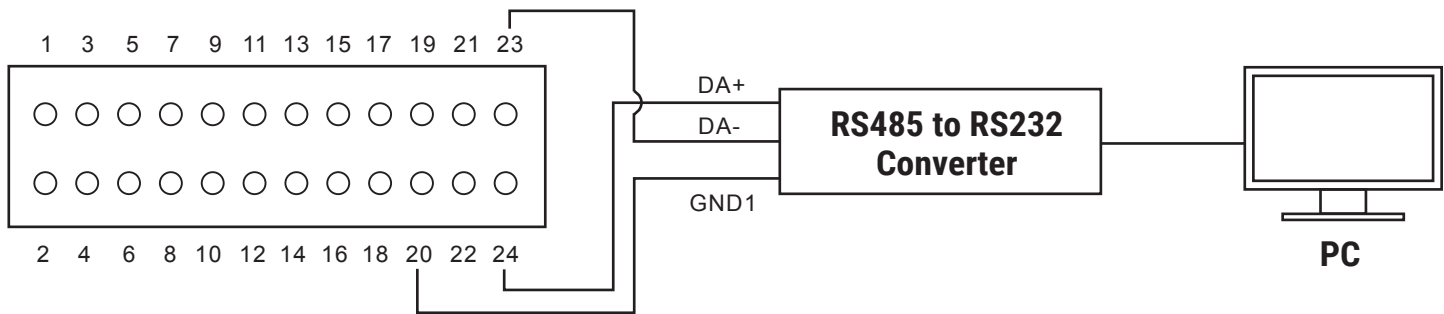 1 3 5 7 9 11 13 15 17 19 21 23
DA+
DA-
RS485 to RS232
Converter
GND1
2 4 6 8 10 12 14 16 18 20 22 24
PC